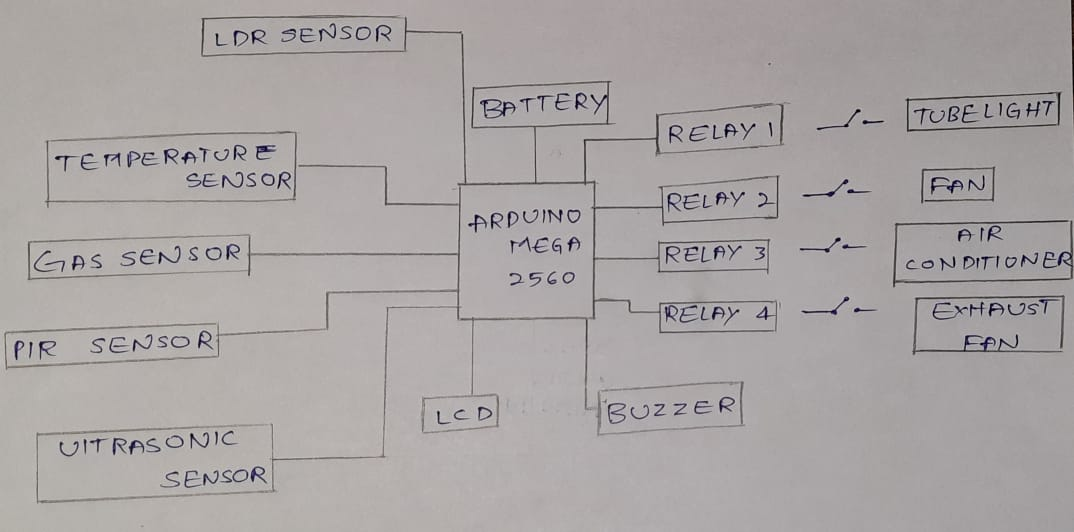 LDR SENSOR
BATTERY
RELAY 1
TUBELIGHT
TEMPERATURE
SENSOR
RELAY 2
FAN
ARDUINO
MEGA
2560
GAS SENSOR
RELAY 3
AIR
CONDITIONER
PIR SENSOR
RELAY 4
EXHAUST
FAN
LCD
BUZZER
UITRASONIC
SENSOR